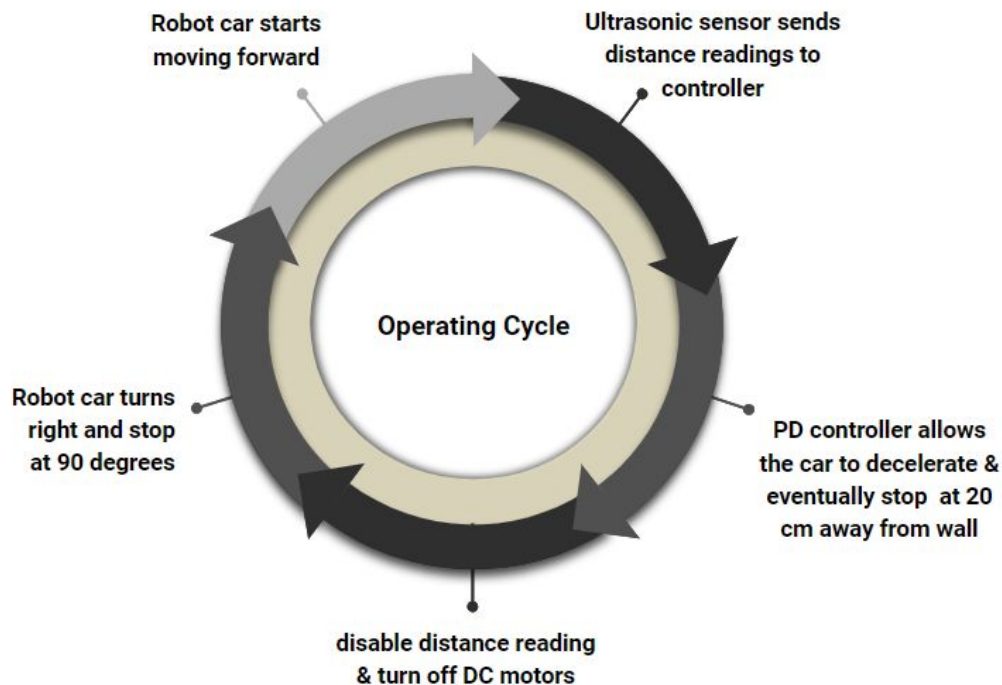 Robot car starts
moving forward
Ultrasonic sensor sends
distance readings to
controller
Operating Cycle
PD controller allows
the car to decelerate &
eventually stop at 20
cm away from wall
disable distance reading
& turn off DC motors
Robot car turns
right and stop
at 90 degrees